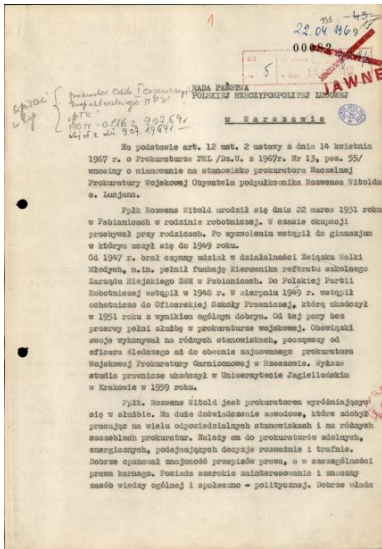 1.
155
22.04.1969
00082
5
JAWNE
RADA PAŃSTWA
POLSKIEJ RZECZYPOSPOLITEJ LUDOWEJ
w Warszawie
Na podstawie art. 12 ust. 2 ustawy z dnia 14 kwietnia
1967 r. o Prokuraturze PRL /Dz.U. z 1967r. Nr 13, poz. 55/
wnoszę o mianowanie na stanowisko prokuratora Naczelnej
Prokuratury Wojskowej Obywatela podpułkownika Rozwensa Witolda
s. Lucjana.
Ppłk Rozwens Witold urodził się dnia 22 marca 1931 roku
w Pabianicach w rodzinie robotniczej. W czasie okupacji
przebywał przy rodzicach. Po wyzwoleniu wstąpił do gimnazjum
w którym uczył się do 1949 roku.
Od 1947 r. brał czynny udział w działalności Związku Walki
Młodych, m.in. pełnił funkcję Kierownika referatu szkolnego
Zarządu Miejskiego ZWM w Pabianicach. Do Polskiej Partii
Robotniczej wstąpił w 1948 r. W sierpniu 1949 r. wstąpił
ochotniczo do Oficerskiej Szkoły Prawniczej, którą ukończył
w 1951 roku z wynikiem ogólnym dobrym. Od tej pory bez
przerwy pełni służbę w prokuraturze wojskowej. Obowiązki
swoje wykonywał na różnych stanowiskach, począwszy od
oficera śledczego aż do obecnie zajmowanego prokuratora
Wojskowej Prokuratury Garnizonowej w Rzeszowie. Wyższe
studia prawnicze ukończył w Uniwersytecie Jagiellońskim
w Krakowie w 1959 roku.
Ppłk. Rozwens Witold jest prokuratorem wyróżniającym
się w służbie. Ma duże doświadczenie zawodowe, które zdobył
pracując na wielu odpowiedzialnych stanowiskach i na różnych
szczeblach prokuratur. Należy do prokuratorów zdolnych,
energicznych, podejmujących decyzje rozważnie i trafnie.
Dobrze opanował znajomość przepisów prawa, a w szczególności
prawa karnego. Posiada szerokie zainteresowania i znaczny
zasób wiedzy ogólnej i społeczno - politycznej. Dobrze włada